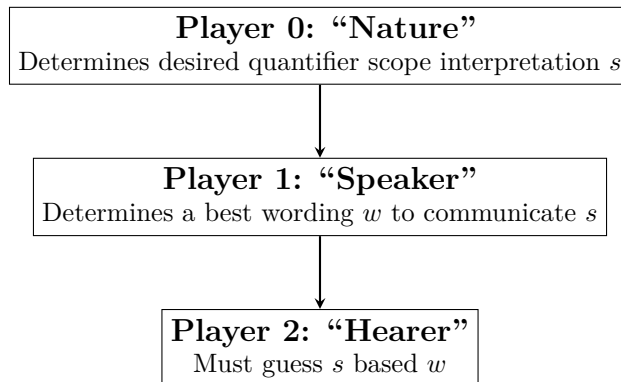 Player 0: “Nature”
Determines desired quantifier scope interpretation s
Player 1: “Speaker”
Determines a best wording w to communicate s
Player 2: “Hearer”
Must guess s based w